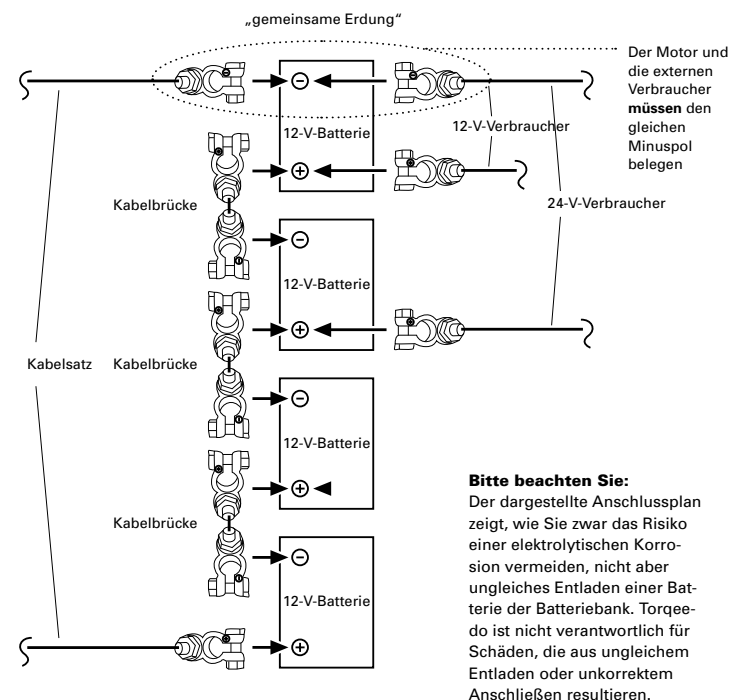 „gemeinsame Erdung“
Der Motor und
die externen
Verbraucher
müssen den
gleichen
Minuspol
belegen
12-V-Batterie
12-V-Verbraucher
Kabelbrücke
24-V-Verbraucher
12-V-Batterie
Kabelsatz
Kabelbrücke
12-V-Batterie
Kabelbrücke
12-V-Batterie
Bitte beachten Sie:
Der dargestellte Anschlussplan
zeigt, wie Sie zwar das Risiko
einer elektrolytischen Korro-
sion vermeiden, nicht aber
ungleiches Entladen einer Bat-
terie der Batteriebank. Torqee-
do ist nicht verantwortlich für
Schäden, die aus ungleichem
Entladen oder unkorrektem
Anschließen resultieren.